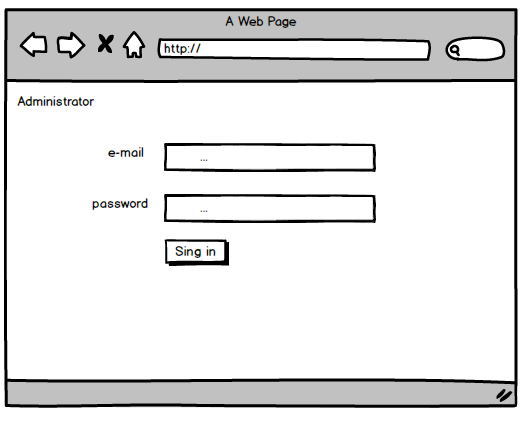 A Web Page
http://
Administrator
e-mail
...
password
...
Sing in